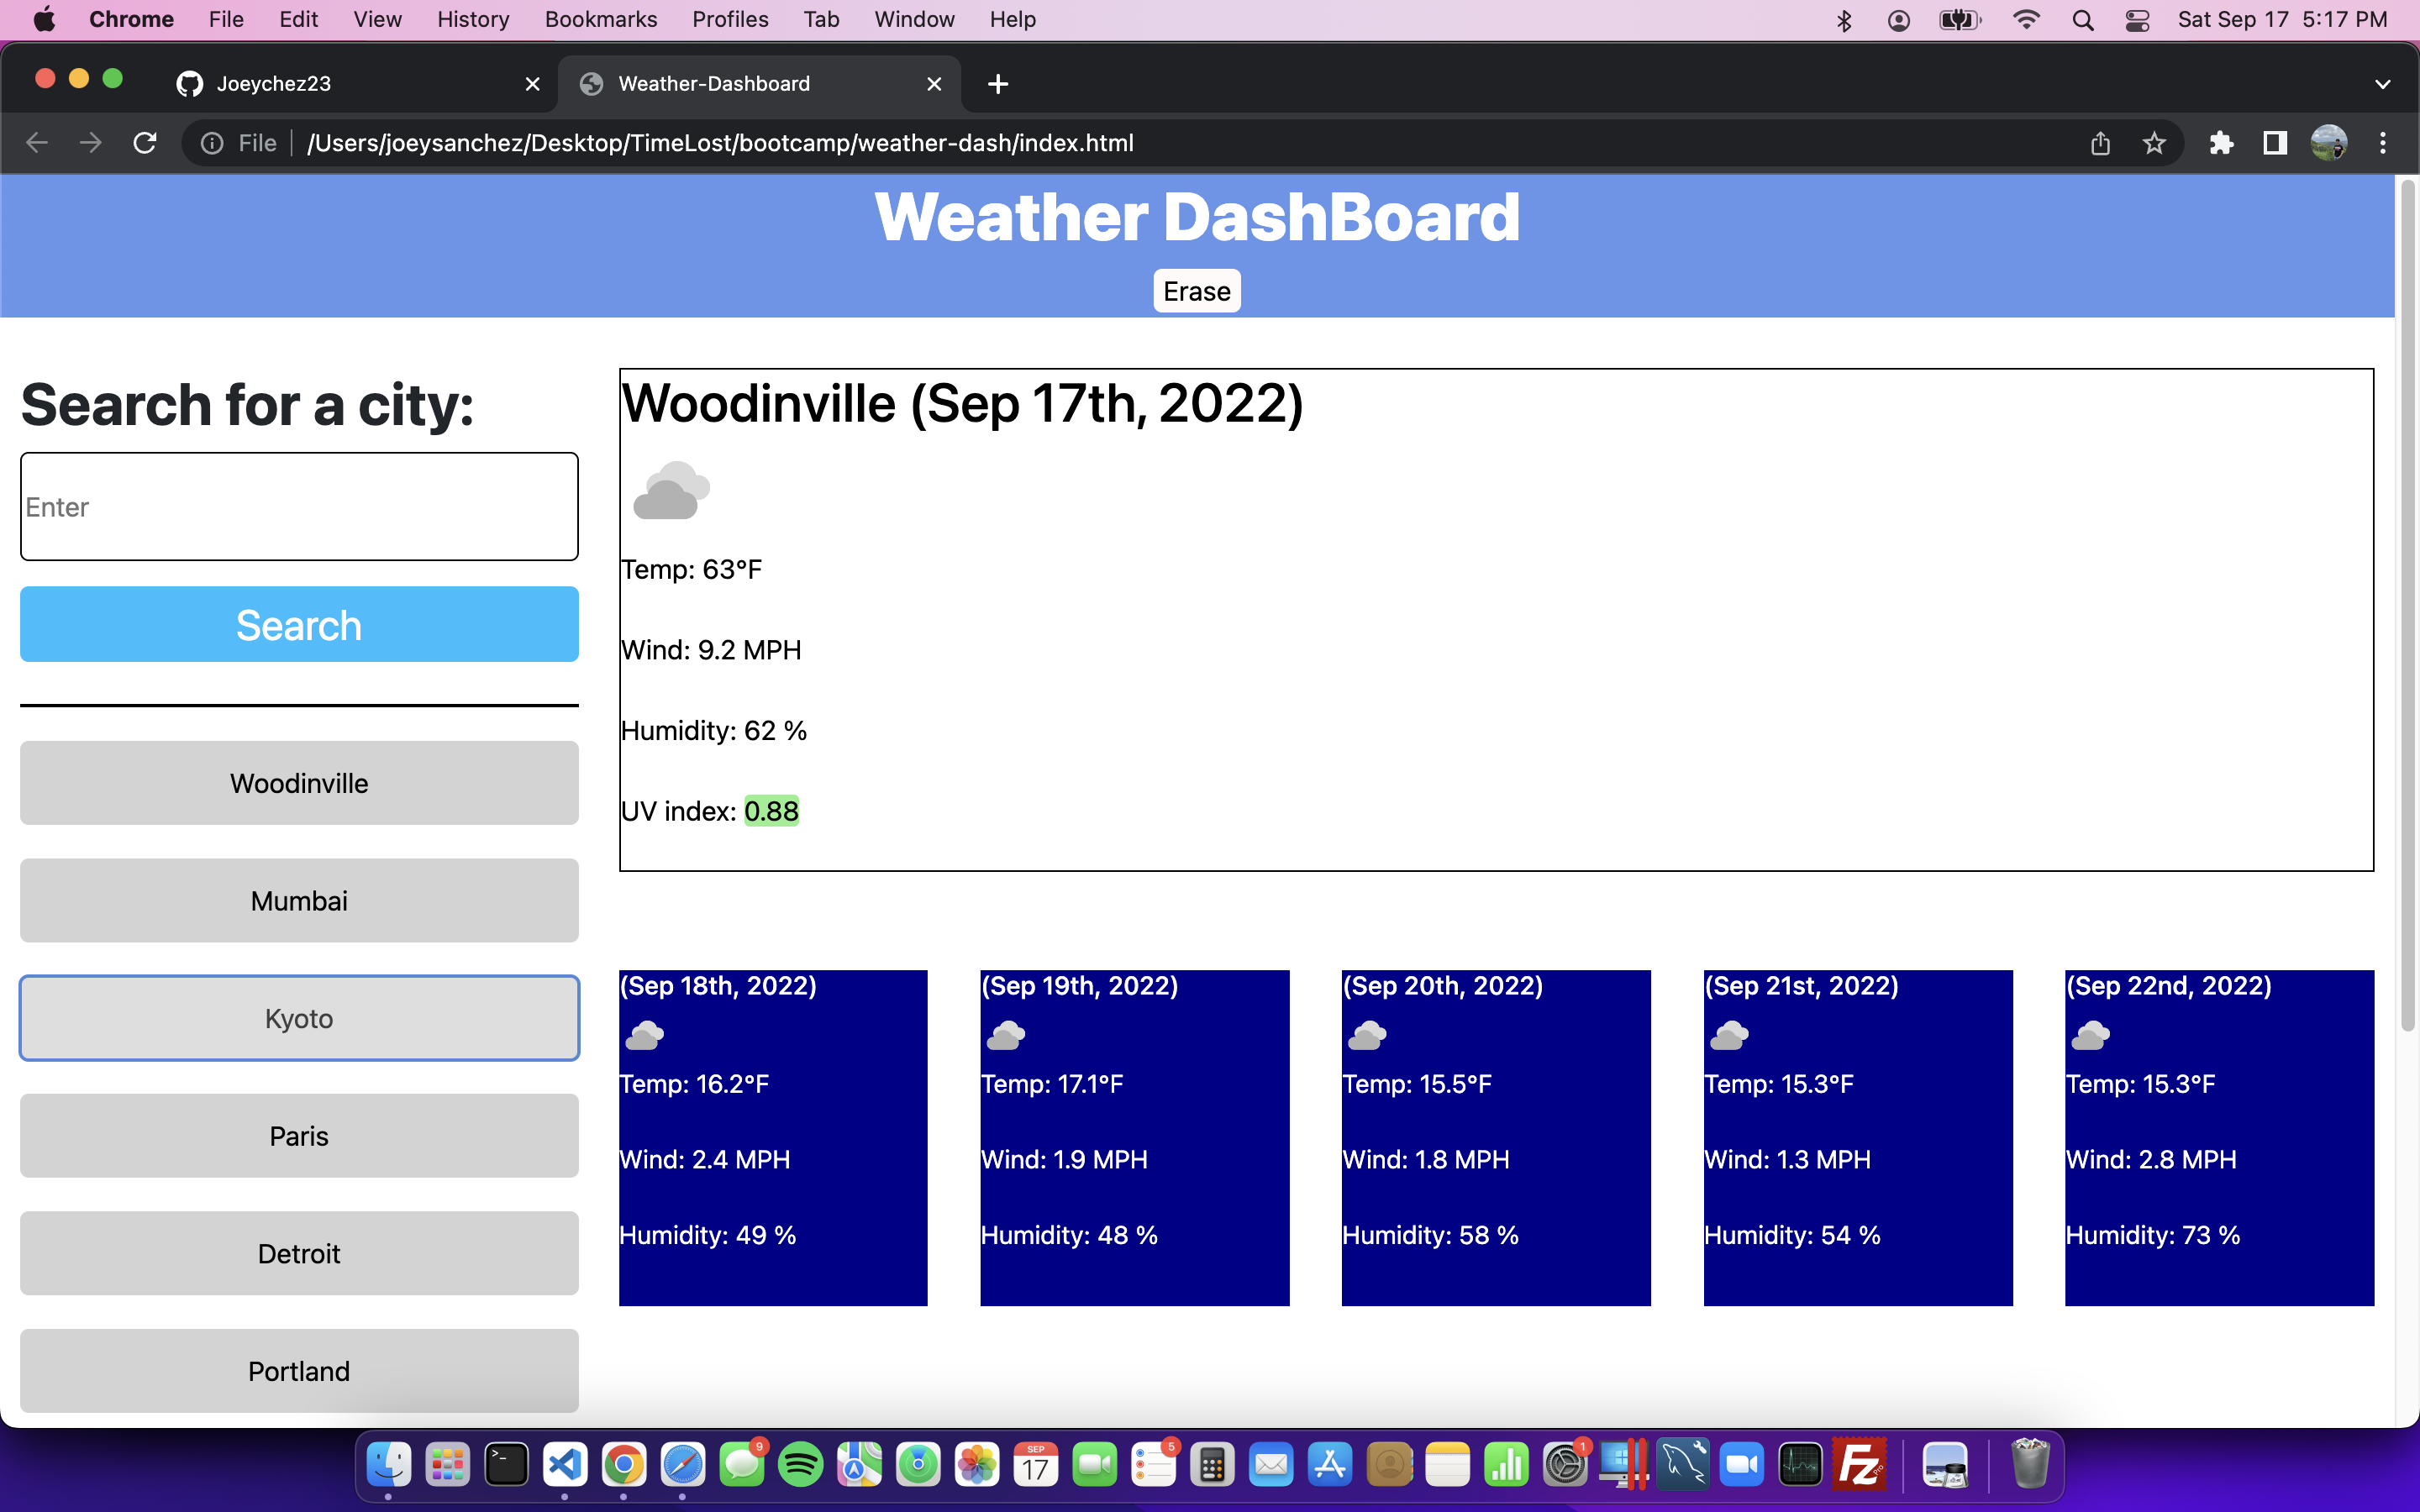 Chrome File Edit View History Bookmarks Profiles Tab Window Help Sat Sep 17 5:17 PM
Joeychez23 Weather-Dashboard
File /Users/joeysanchez/Desktop/TimeLost/bootcamp/weather-dash/index.html
Weather DashBoard
Erase
Search for a city:
Enter
Search
Woodinville
Mumbai
Kyoto
Paris
Detroit
Portland
Woodinville (Sep 17th, 2022)
Temp: 63°F
Wind: 9.2 MPH
Humidity: 62 %
UV index: 0.88
(Sep 18th, 2022)
Temp: 16.2°F
Wind: 2.4 MPH
Humidity: 49 %
(Sep 19th, 2022)
Temp: 17.1°F
Wind: 1.9 MPH
Humidity: 48 %
(Sep 20th, 2022)
Temp: 15.5°F
Wind: 1.8 MPH
Humidity: 58 %
(Sep 21st, 2022)
Temp: 15.3°F
Wind: 1.3 MPH
Humidity: 54 %
(Sep 22nd, 2022)
Temp: 15.3°F
Wind: 2.8 MPH
Humidity: 73 %
9
SEP
17
5
1
Fz
Pro